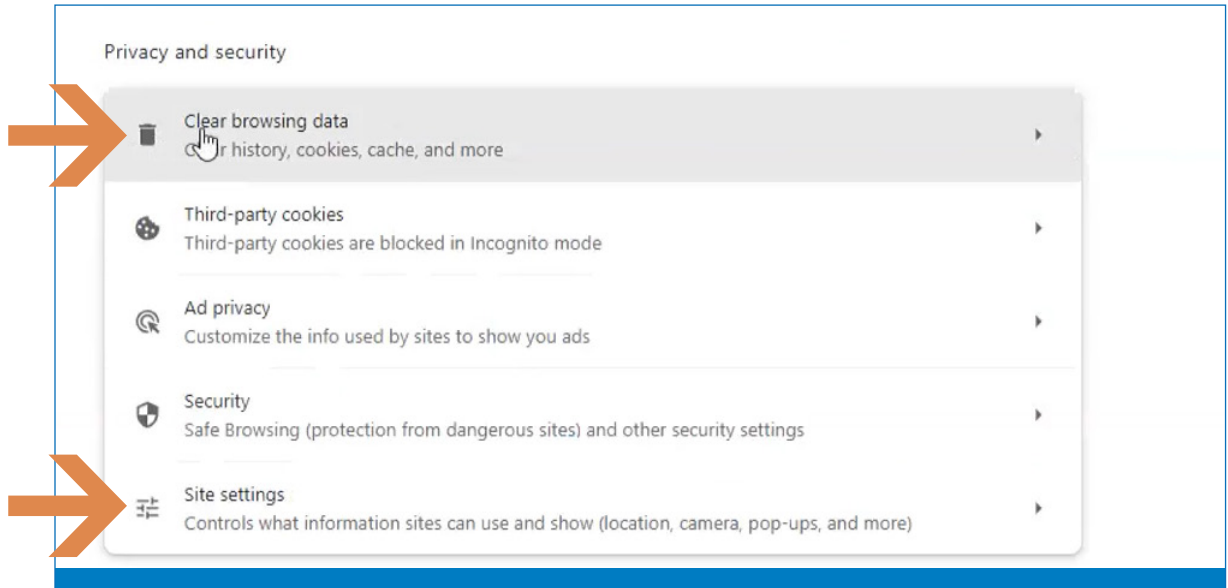 Privacy and security
Clear browsing data
history, cookies, cache, and more
Third-party cookies
Third-party cookies are blocked in Incognito mode
Ad privacy
Customize the info used by sites to show you ads
Security
Safe Browsing (protection from dangerous sites) and other security settings
Site settings
Controls what information sites can use and show (location, camera, pop-ups, and more)